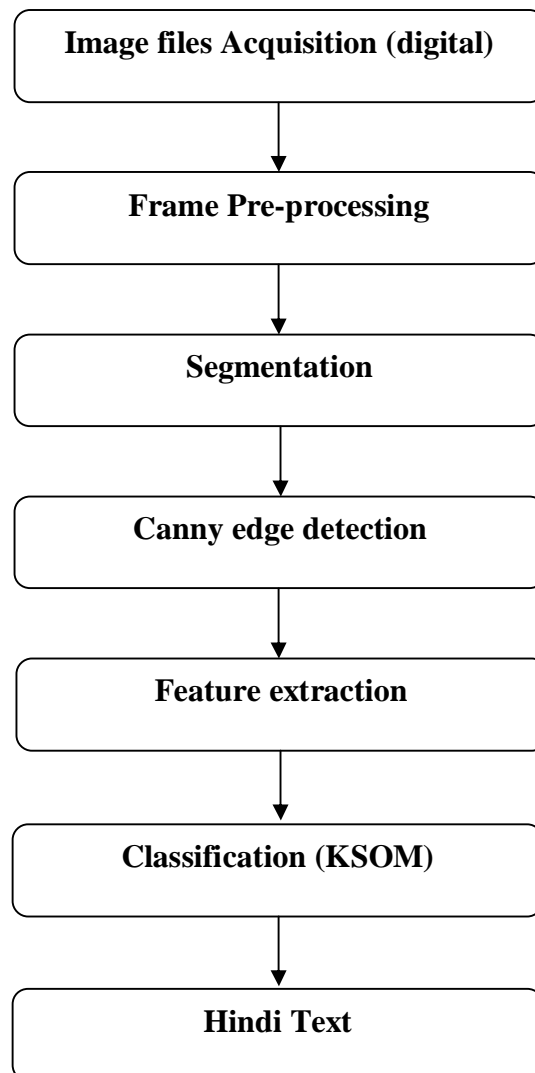 Image files Acquisition (digital)
Frame Pre-processing
Segmentation
Canny edge detection
Feature extraction
Classification (KSOM)
Hindi Text